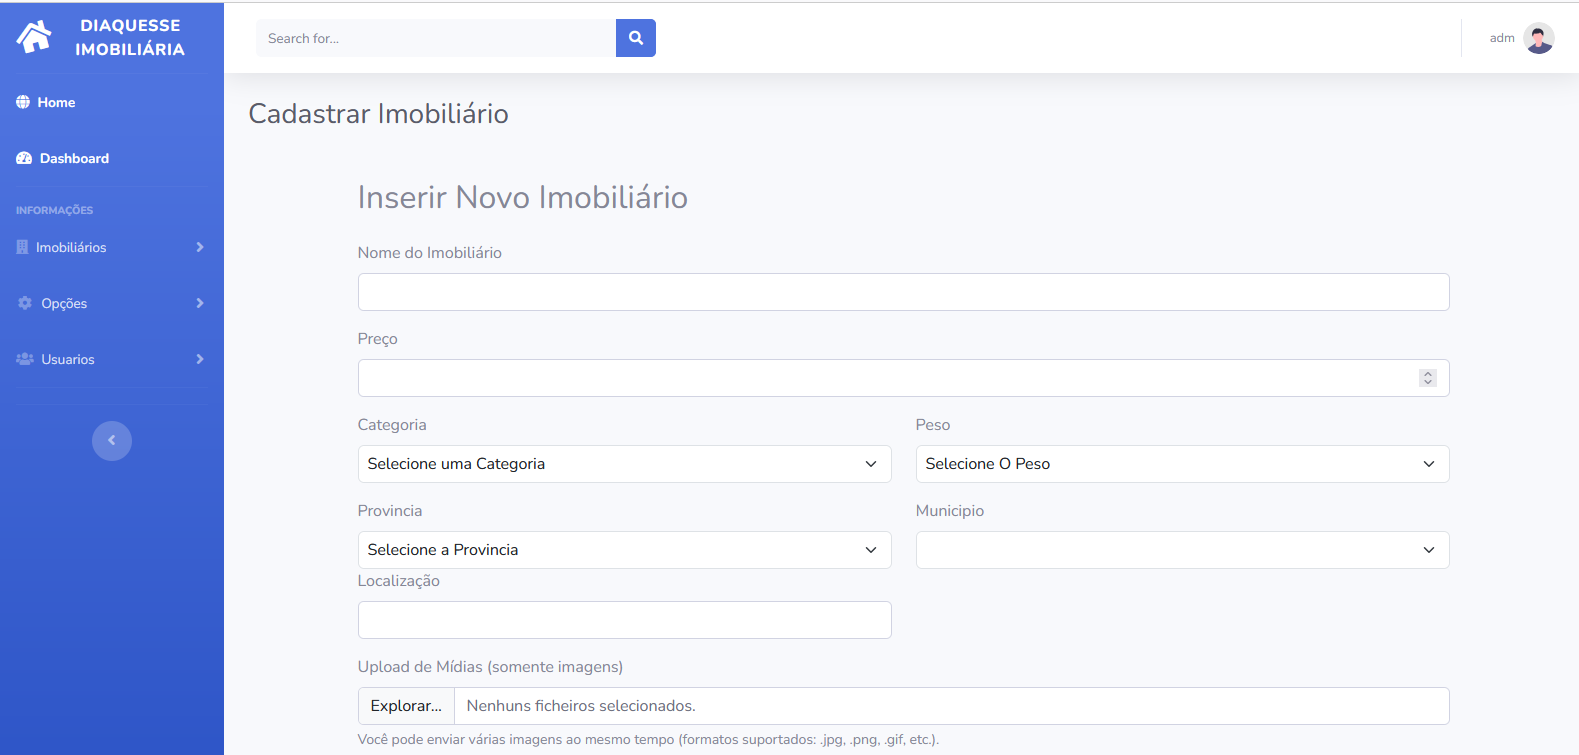 DIAQUESSE
IMOBILIÁRIA
Search for...
adm
Home
Dashboard
INFORMAÇÕES
Imobiliários
Opções
Usuarios
Cadastrar Imobiliário
Inserir Novo Imobiliário
Nome do Imobiliário
Preço
Categoria
Peso
Selecione uma Categoria
Selecione O Peso
Provincia
Municipio
Selecione a Provincia
Localização
Upload de Mídias (somente imagens)
Explorar... Nenhuns ficheiros selecionados.
Você pode enviar várias imagens ao mesmo tempo (formatos suportados: .jpg, .png, .gif, etc.).